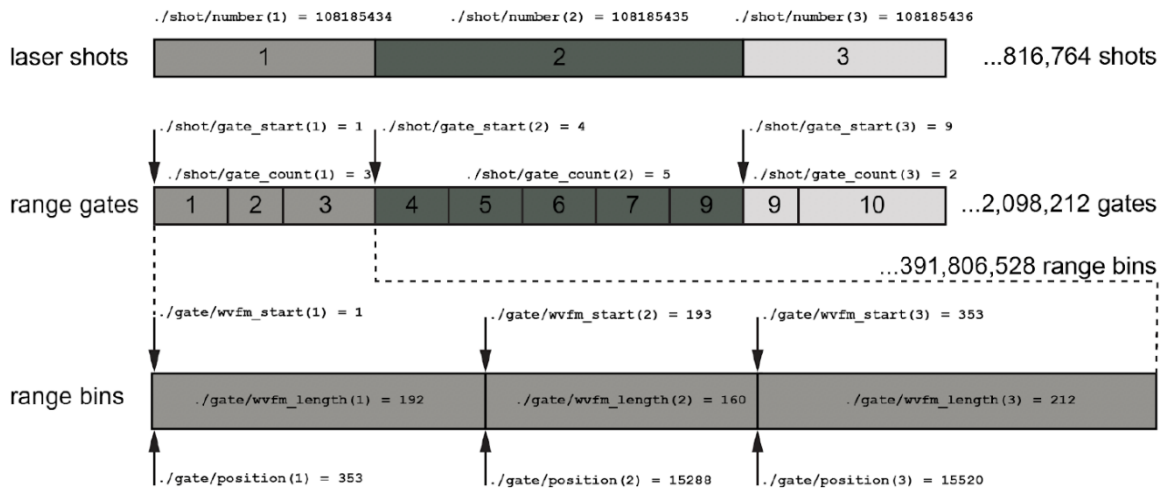 ./shot/number(1) = 108185434 ./shot/number(2) = 108185435 ./shot/number(3) = 108185436
laser shots 1 2 3 ...816,764 shots
./shot/gate_start(1) = 1 ./shot/gate_start(2) = 4 ./shot/gate_start(3) = 9
./shot/gate_count(1) = 3 ./shot/gate_count(2) = 5 ./shot/gate_count(3) = 2
range gates 1 2 3 4 5 6 7 9 9 10 ...2,098,212 gates
...391,806,528 range bins
./gate/wvfm_start(1) = 1 ./gate/wvfm_start(2) = 193 ./gate/wvfm_start(3) = 353
range bins ./gate/wvfm_length(1) = 192 ./gate/wvfm_length(2) = 160 ./gate/wvfm_length(3) = 212
./gate/position(1) = 353 ./gate/position(2) = 15288 ./gate/position(3) = 15520